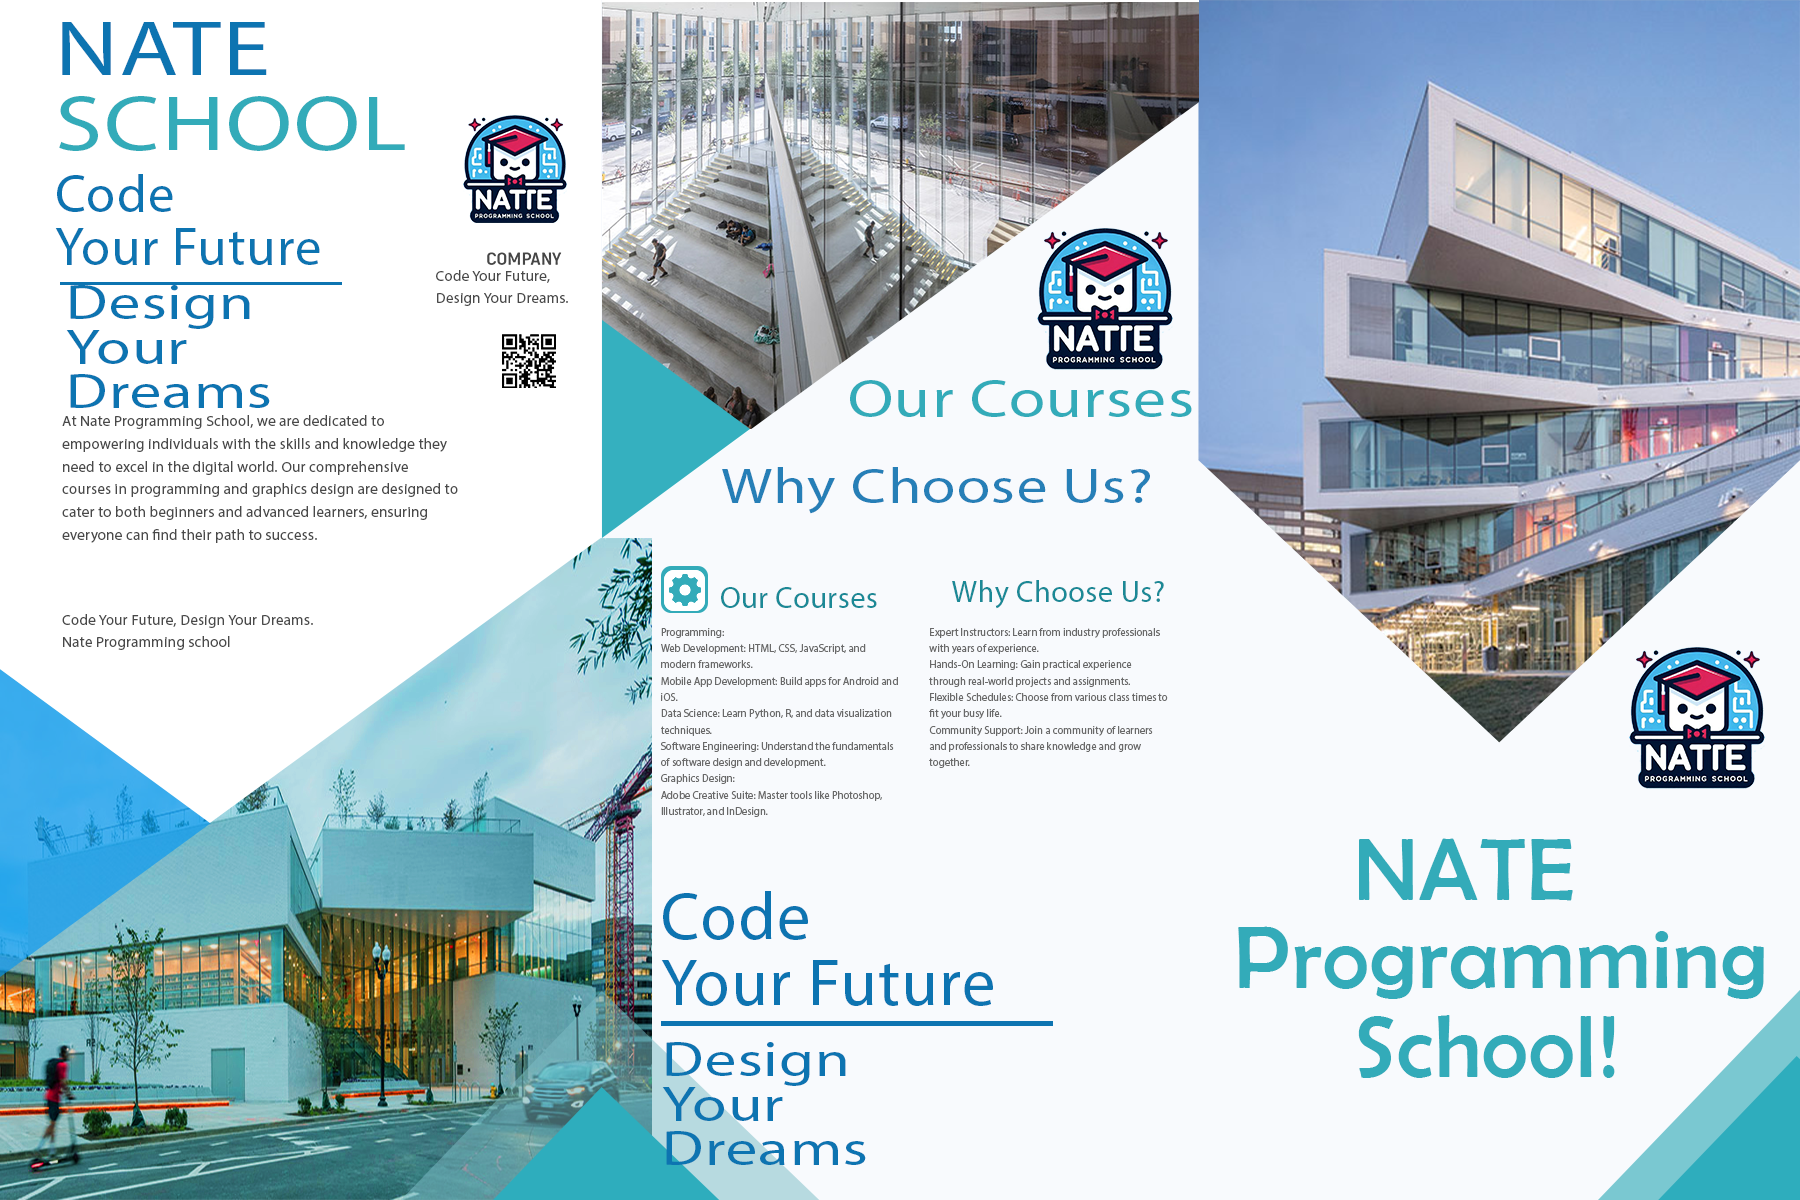 NATE
SCHOOL
Code
Your Future
Design
Your
Dreams
At Nate Programming School, we are dedicated to
empowering individuals with the skills and knowledge they
need to excel in the digital world. Our comprehensive
courses in programming and graphics design are designed to
cater to both beginners and advanced learners, ensuring
everyone can find their path to success.
Code Your Future, Design Your Dreams.
Nate Programming school
NATTE
PROGRAMMING SCHOOL
COMPANY
Code Your Future,
Design Your Dreams.
NATTE
PROGRAMMING SCHOOL
Our Courses
Why Choose Us?
Our Courses
Programming:
Web Development: HTML, CSS, JavaScript, and
modern frameworks.
Mobile App Development: Build apps for Android and
iOS.
Data Science: Learn Python, R, and data visualization
techniques.
Software Engineering: Understand the fundamentals
of software design and development.
Graphics Design:
Adobe Creative Suite: Master tools like Photoshop,
Illustrator, and InDesign.
Why Choose Us?
Expert Instructors: Learn from industry professionals
with years of experience.
Hands-On Learning: Gain practical experience
through real-world projects and assignments.
Flexible Schedules: Choose from various class times to
fit your busy life.
Community Support: Join a community of learners
and professionals to share knowledge and grow
together.
Code
Your Future
Design
Your
Dreams
NATTE
PROGRAMMING SCHOOL
NATE
Programming
School!